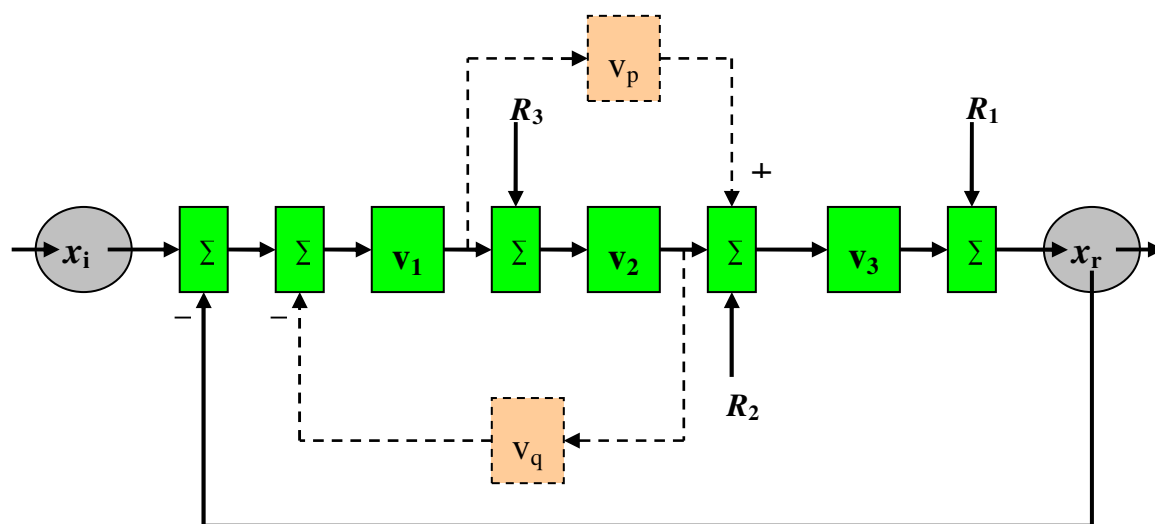 v_p
R_3
R_1
+
x_i
Σ
Σ
v_1
Σ
v_2
Σ
v_3
Σ
x_r
−
−
R_2
v_q